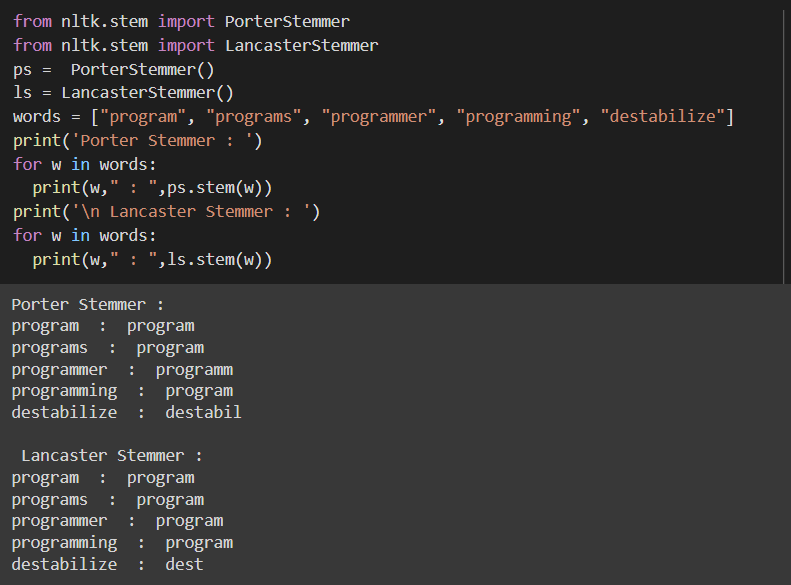 from nltk.stem import PorterStemmer
from nltk.stem import LancasterStemmer
ps =  PorterStemmer()
ls = LancasterStemmer()
words = ["program", "programs", "programmer", "programming", "destabilize"]
print('Porter Stemmer : ')
for w in words:
  print(w," : ",ps.stem(w))
print('\n Lancaster Stemmer : ')
for w in words:
  print(w," : ",ls.stem(w))
Porter Stemmer :
program  :  program
programs  :  program
programmer  :  programm
programming  :  program
destabilize  :  destabil
 Lancaster Stemmer :
program  :  program
programs  :  program
programmer  :  program
programming  :  program
destabilize  :  dest